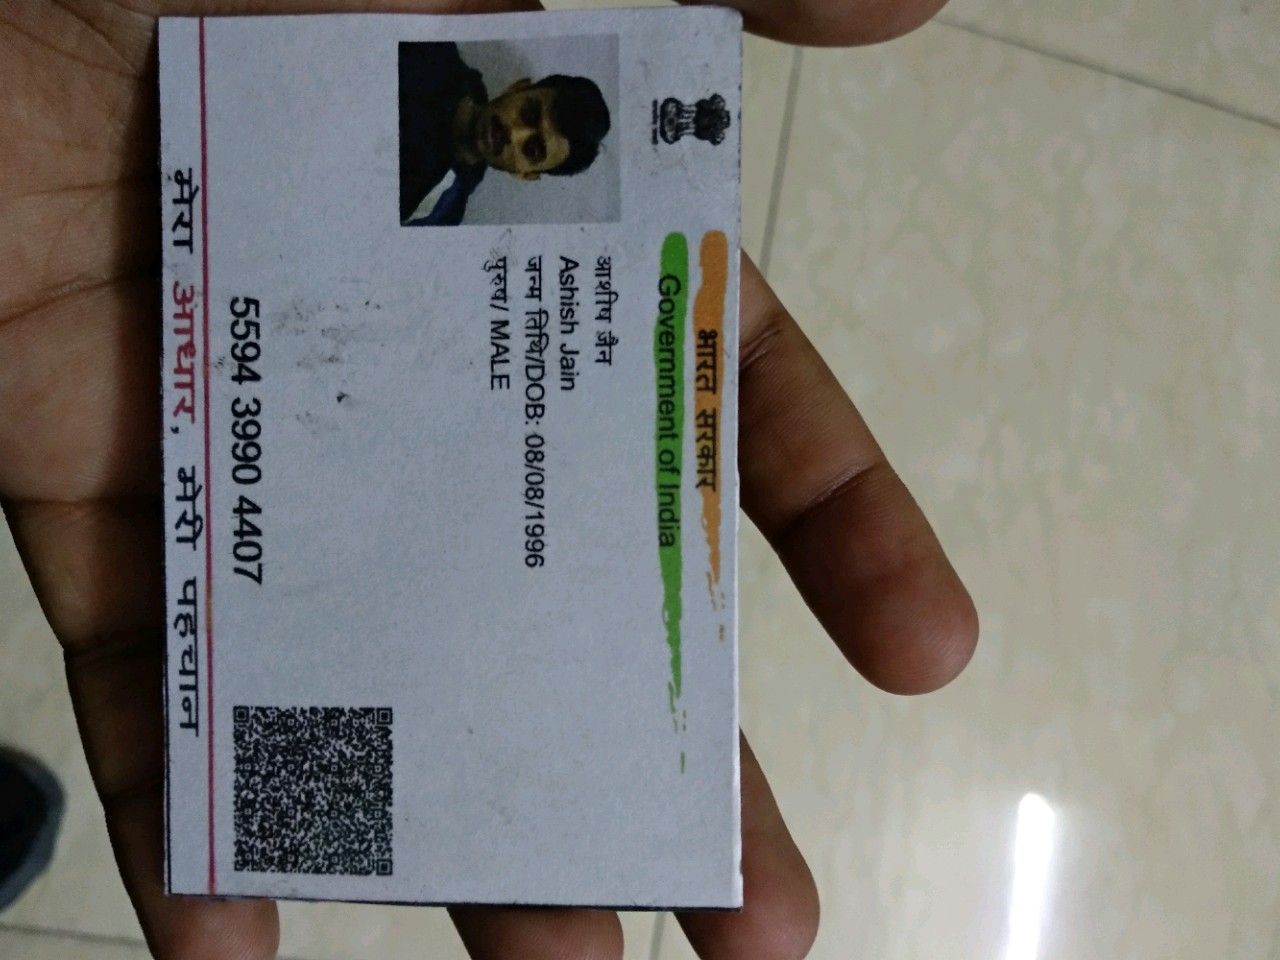 भारत सरकार
Government of India
आशीष जैन
Ashish Jain
जन्म तिथि/DOB: 08/08/1996
पुरुष/ MALE
5594 3990 4407
मेरा आधार, मेरी पहचान